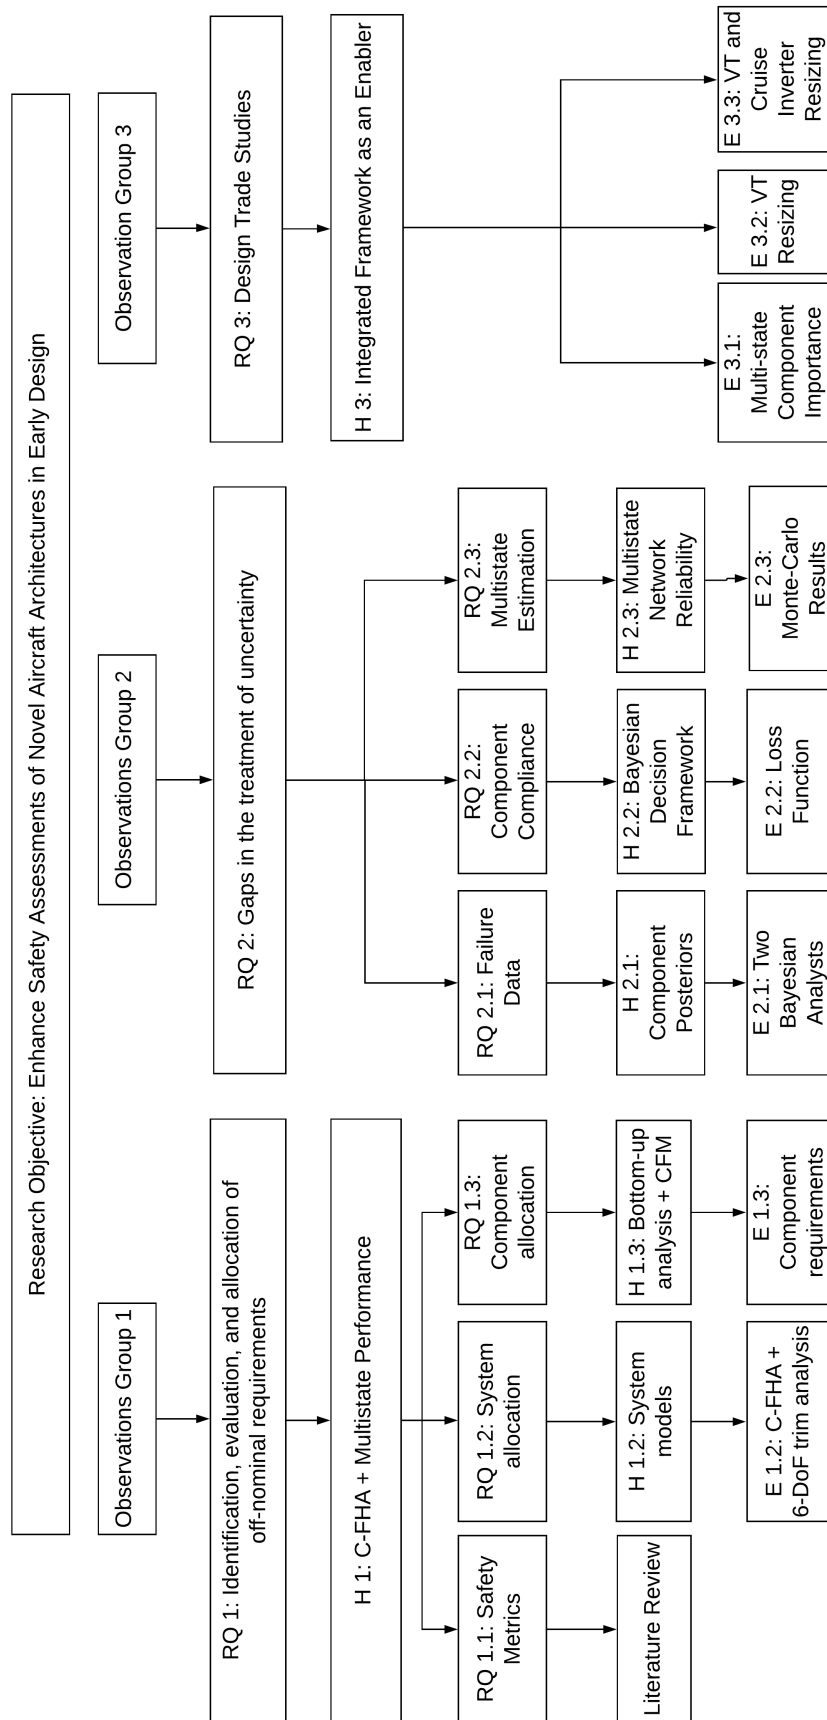 Research Objective: Enhance Safety Assessments of Novel Aircraft Architectures in Early Design
Observations Group 1
Observations Group 2
Observation Group 3
RQ 1: Identification, evaluation, and allocation of
off-nominal requirements
RQ 2: Gaps in the treatment of uncertainty
RQ 3: Design Trade Studies
H 1: C-FHA + Multistate Performance
H 3: Integrated Framework as an Enabler
RQ 1.1: Safety
Metrics
RQ 1.2: System
allocation
RQ 1.3:
Component
allocation
RQ 2.1: Failure
Data
RQ 2.2:
Component
Compliance
RQ 2.3:
Multistate
Estimation
Literature Review
H 1.2: System
models
H 1.3: Bottom-up
analysis + CFM
H 2.1:
Component
Posteriors
H 2.2: Bayesian
Decision
Framework
H 2.3: Multistate
Network
Reliability
E 1.2: C-FHA +
6-DoF trim analysis
E 1.3:
Component
requirements
E 2.1: Two
Bayesian
Analysts
E 2.2: Loss
Function
E 2.3:
Monte-Carlo
Results
E 3.1:
Multi-state
Component
Importance
E 3.2: VT
Resizing
E 3.3: VT and
Cruise
Inverter
Resizing